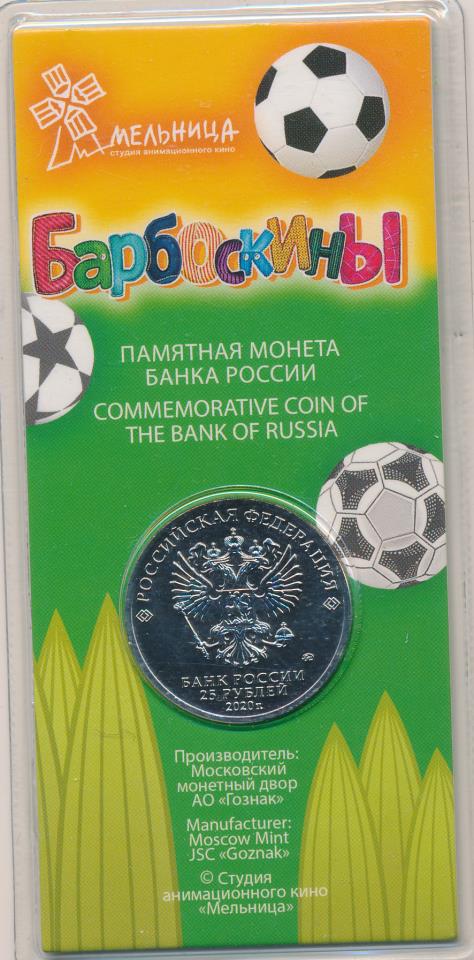 МЕЛЬНИЦА
студия анимационного кино
Барбоскины
ПАМЯТНАЯ МОНЕТА
БАНКА РОССИИ
COMMEMORATIVE COIN OF
THE BANK OF RUSSIA
РОССИЙСКАЯ ФЕДЕРАЦИЯ
БАНК РОССИИ
25 РУБЛЕЙ
2020 г.
Производитель:
Московский
монетный двор
АО «Гознак»
Manufacturer:
Moscow Mint
JSC «Goznak»
© Студия
анимационного кино
«Мельница»